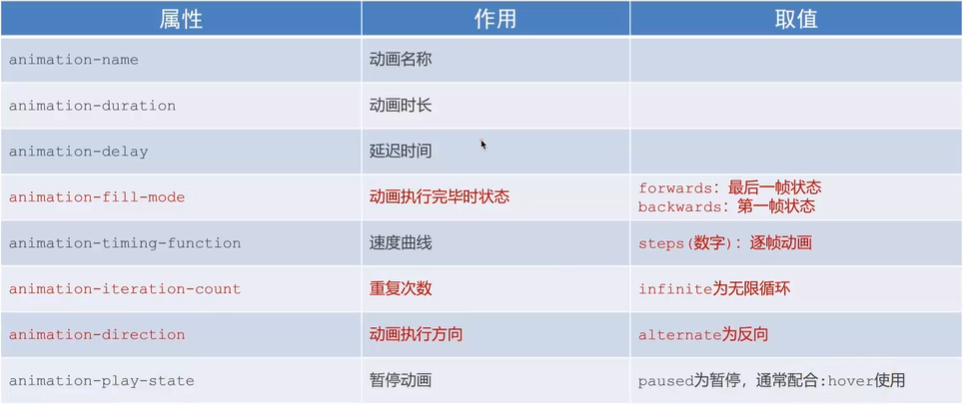 属性 作用 取值
animation-name 动画名称
animation-duration 动画时长
animation-delay 延迟时间
animation-fill-mode 动画执行完毕时状态 forwards：最后一帧状态
backwards：第一帧状态
animation-timing-function 速度曲线 steps(数字)：逐帧动画
animation-iteration-count 重复次数 infinite为无限循环
animation-direction 动画执行方向 alternate为反向
animation-play-state 暂停动画 paused为暂停，通常配合:hover使用